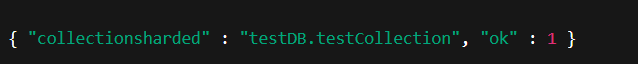 { "collectionsharded" : "testDB.testCollection", "ok" : 1 }